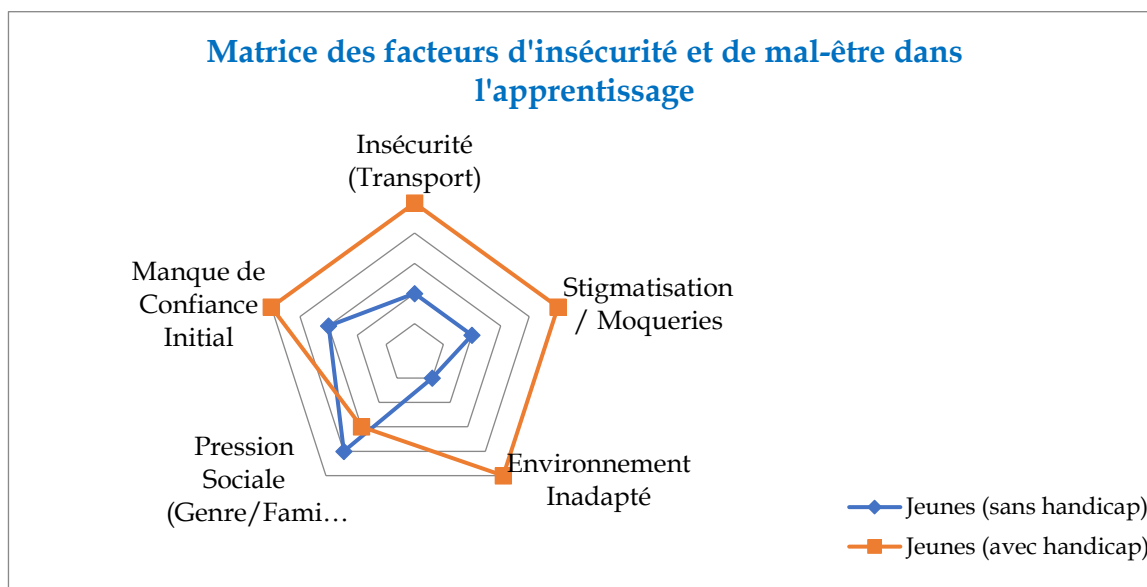 Matrice des facteurs d'insécurité et de mal-être dans
l'apprentissage
Insécurité
(Transport)
Stigmatisation
/ Moqueries
Environnement
Inadapté
Pression
Sociale
(Genre/Fami…
Manque de
Confiance
Initial
Jeunes (sans handicap)
Jeunes (avec handicap)